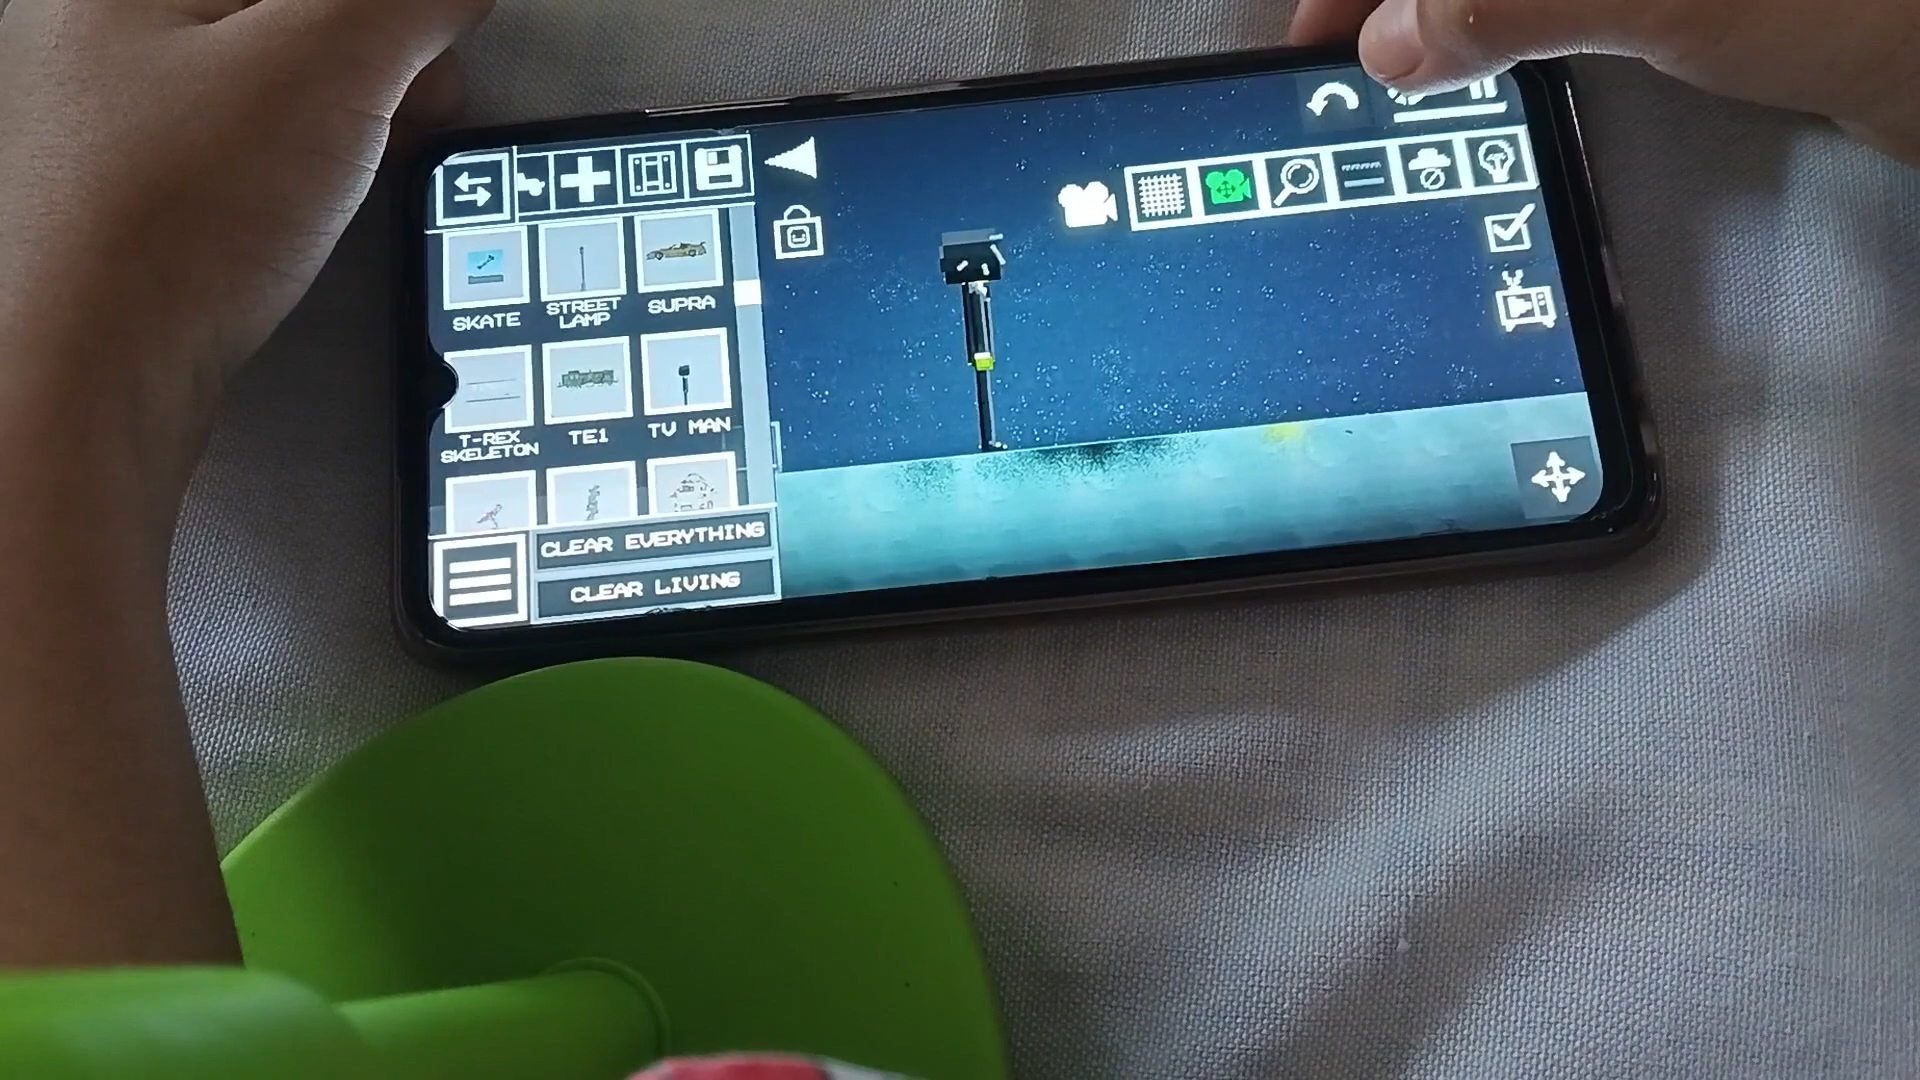 SKATE
STREET
LAMP
SUPRA
T-REX
SKELETON
TE1
TV MAN
CLEAR EVERYTHING
CLEAR LIVING